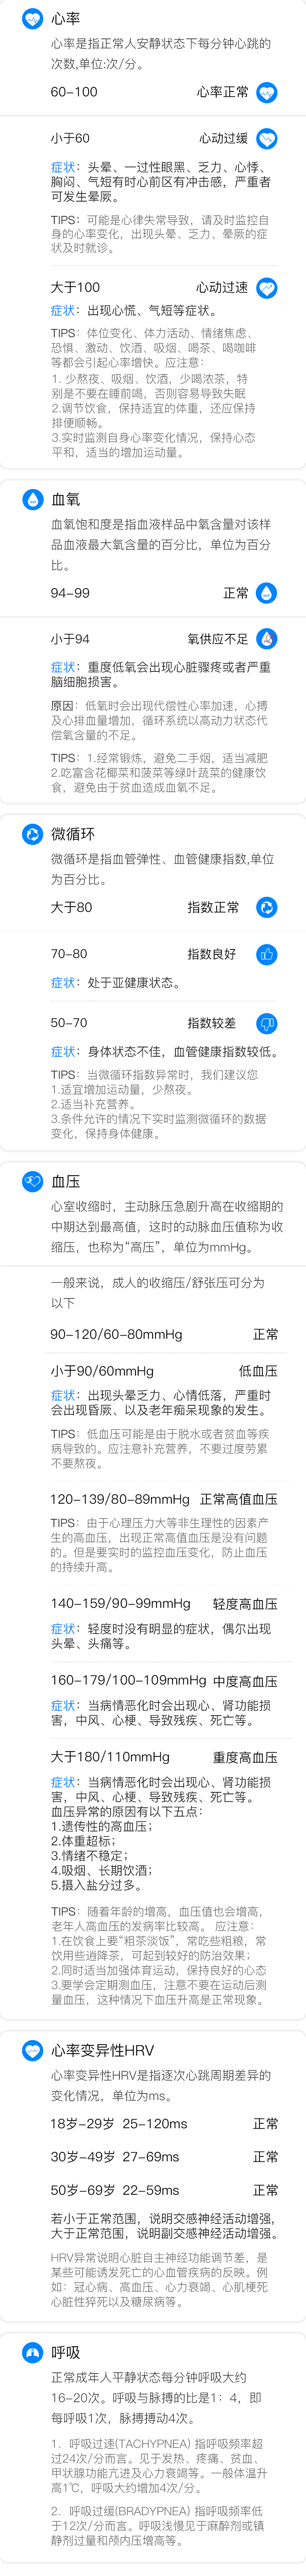 心率
心率是指正常人安静状态下每分钟心跳的
次数,单位:次/分。
60-100 心率正常
小于60 心动过缓
症状：头晕、一过性眼黑、乏力、心悸、
胸闷、气短有时心前区有冲击感，严重者
可发生晕厥。
TIPS：可能是心律失常导致，请及时监控自
身的心率变化，出现头晕、乏力、晕厥的症
状及时就诊。
大于100 心动过速
症状：出现心慌、气短等症状。
TIPS：体位变化、体力活动、情绪焦虑、
恐惧、激动、饮酒、吸烟、喝茶、喝咖啡
等都会引起心率增快。应注意：
1. 少熬夜、吸烟、饮酒，少喝浓茶，特
别是不要在睡前喝，否则容易导致失眠
2.调节饮食，保持适宜的体重，还应保持
排便顺畅。
3.实时监测自身心率变化情况，保持心态
平和，适当的增加运动量。
血氧
血氧饱和度是指血液样品中氧含量对该样
品血液最大氧含量的百分比，单位为百分
比。
94-99 正常
小于94 氧供应不足
症状：重度低氧会出现心脏骤疼或者严重
脑细胞损害。
原因：低氧时会出现代偿性心率加速，心搏
及心排血量增加，循环系统以高动力状态代
偿氧含量的不足。
TIPS：1.经常锻炼，避免二手烟，适当减肥
2.吃富含花椰菜和菠菜等绿叶蔬菜的健康饮
食，避免由于贫血造成血氧不足。
微循环
微循环是指血管弹性、血管健康指数,单位
为百分比。
大于80 指数正常
70-80 指数良好
症状：处于亚健康状态。
50-70 指数较差
症状：身体状态不佳，血管健康指数较低。
TIPS：当微循环指数异常时，我们建议您
1.适宜增加运动量，少熬夜。
2.适当补充营养。
3.条件允许的情况下实时监测微循环的数据
变化，保持身体健康。
血压
心室收缩时，主动脉压急剧升高在收缩期的
中期达到最高值，这时的动脉血压值称为收
缩压，也称为“高压”，单位为mmHg。
一般来说，成人的收缩压/舒张压可分为
以下
90-120/60-80mmHg 正常
小于90/60mmHg 低血压
症状：出现头晕乏力、心情低落，严重时
会出现昏厥、以及老年痴呆现象的发生。
TIPS：低血压可能是由于脱水或者贫血等疾
病导致的。应注意补充营养，不要过度劳累
不要熬夜。
120-139/80-89mmHg 正常高值血压
TIPS：由于心理压力大等非生理性的因素产
生的高血压，出现正常高值血压是没有问题
的。但是要实时的监控血压变化，防止血压
的持续升高。
140-159/90-99mmHg 轻度高血压
症状：轻度时没有明显的症状，偶尔出现
头晕、头痛等。
160-179/100-109mmHg 中度高血压
症状：当病情恶化时会出现心、肾功能损
害，中风、心梗、导致残疾、死亡等。
大于180/110mmHg 重度高血压
症状：当病情恶化时会出现心、肾功能损
害，中风、心梗、导致残疾、死亡等。
血压异常的原因有以下五点：
1.遗传性的高血压；
2.体重超标；
3.情绪不稳定；
4.吸烟、长期饮酒；
5.摄入盐分过多。
TIPS：随着年龄的增高，血压值也会增高，
老年人高血压的发病率比较高。 应注意：
1.在饮食上要“粗茶淡饭”，常吃些粗粮，常
饮用些逍降茶，可起到较好的防治效果；
2.同时适当加强体育运动，保持良好的心态
3.要学会定期测血压，注意不要在运动后测
量血压，这种情况下血压升高是正常现象。
心率变异性HRV
心率变异性HRV是指逐次心跳周期差异的
变化情况，单位为ms。
18岁-29岁 25-120ms 正常
30岁-49岁 27-69ms 正常
50岁-69岁 22-59ms 正常
若小于正常范围，说明交感神经活动增强,
大于正常范围，说明副交感神经活动增强。
HRV异常说明心脏自主神经功能调节差，是
某些可能诱发死亡的心血管疾病的反映。例
如：冠心病、高血压、心力衰竭、心肌梗死
心脏性猝死以及糖尿病等。
呼吸
正常成年人平静状态每分钟呼吸大约
16-20次。呼吸与脉搏的比是1：4，即
每呼吸1次，脉搏搏动4次。
1．呼吸过速(TACHYPNEA) 指呼吸频率超
过24次/分而言。见于发热、疼痛、贫血、
甲状腺功能亢进及心力衰竭等。一般体温升
高1℃，呼吸大约增加4次/分。
2．呼吸过缓(BRADYPNEA) 指呼吸频率低
于12次/分而言。呼吸浅慢见于麻醉剂或镇
静剂过量和颅内压增高等。